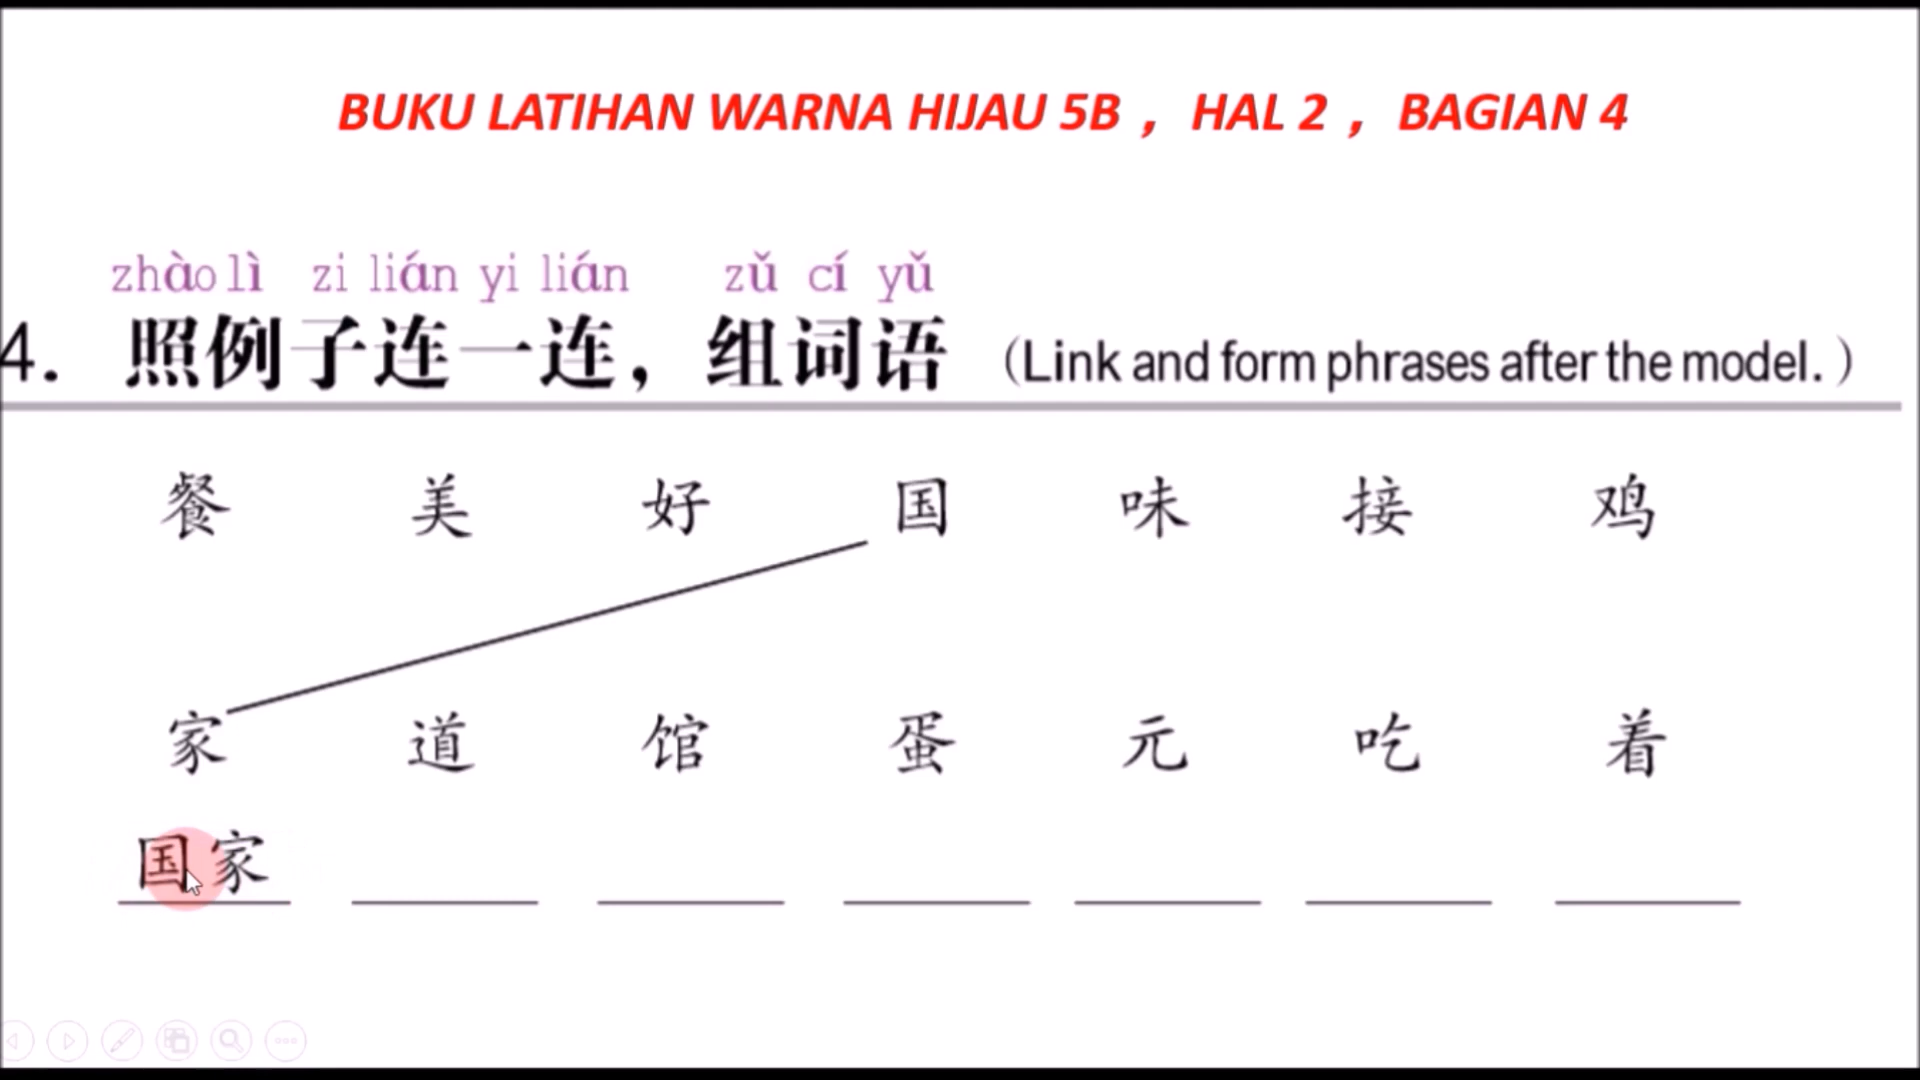 BUKU LATIHAN WARNA HIJAU 5B ，HAL 2 ，BAGIAN 4
zhào lì zi lián yi lián zǔ cí yǔ
4. 照例子连一连，组词语 (Link and form phrases after the model.)
餐 美 好 国 味 接 鸡
家 道 馆 蛋 元 吃 着
国家